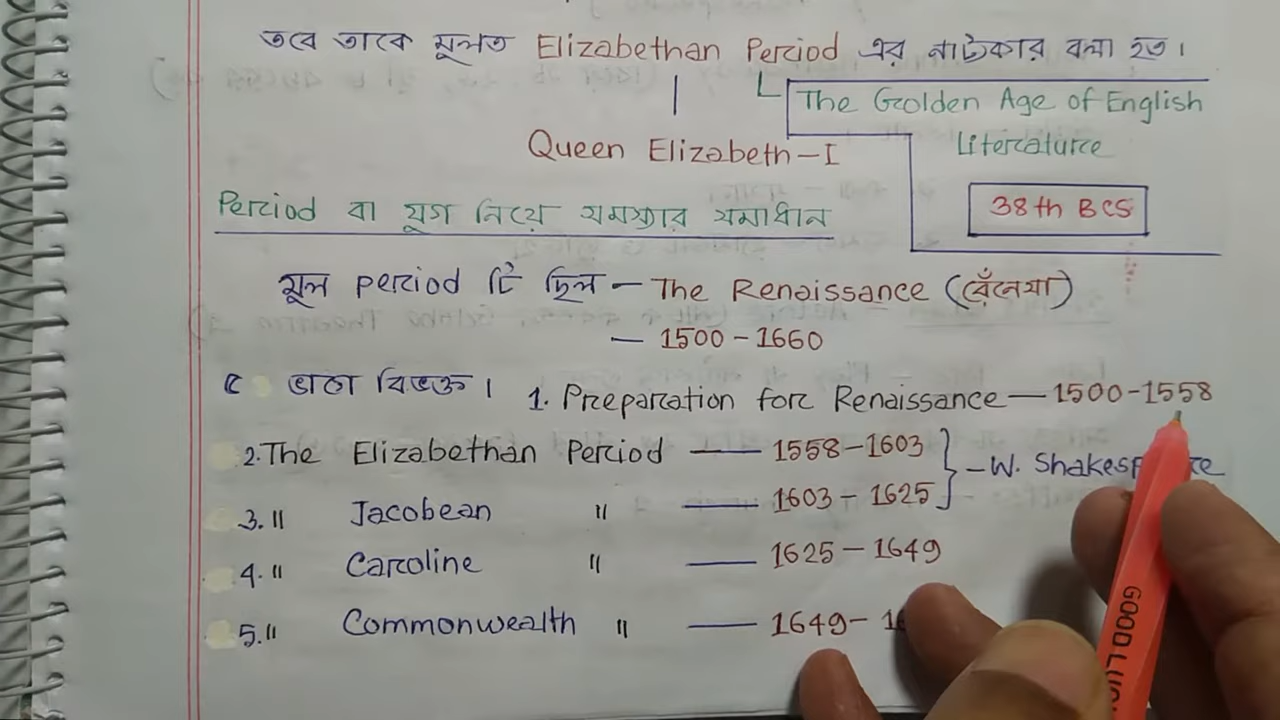 তবে তাকে মূলত Elizabethan Period এর নাট্যকার বলা হত।
The Golden Age of English
Literature
Queen Elizabeth-I
38th BCS
Period বা যুগ নিয়ে সমস্যার সমাধান
মূল period টি ছিল - The Renaissance (রেঁনেসা)
— 1500-1660
৫ ভাগে বিভক্ত। 1. Preparation for Renaissance — 1500-1558
2. The Elizabethan Period — 1558-1603
- W. 
3. " Jacobean " — 1603 - 1625
4. " Caroline " — 1625 - 1649
5. " Commonwealth " — 1649-
GOOD